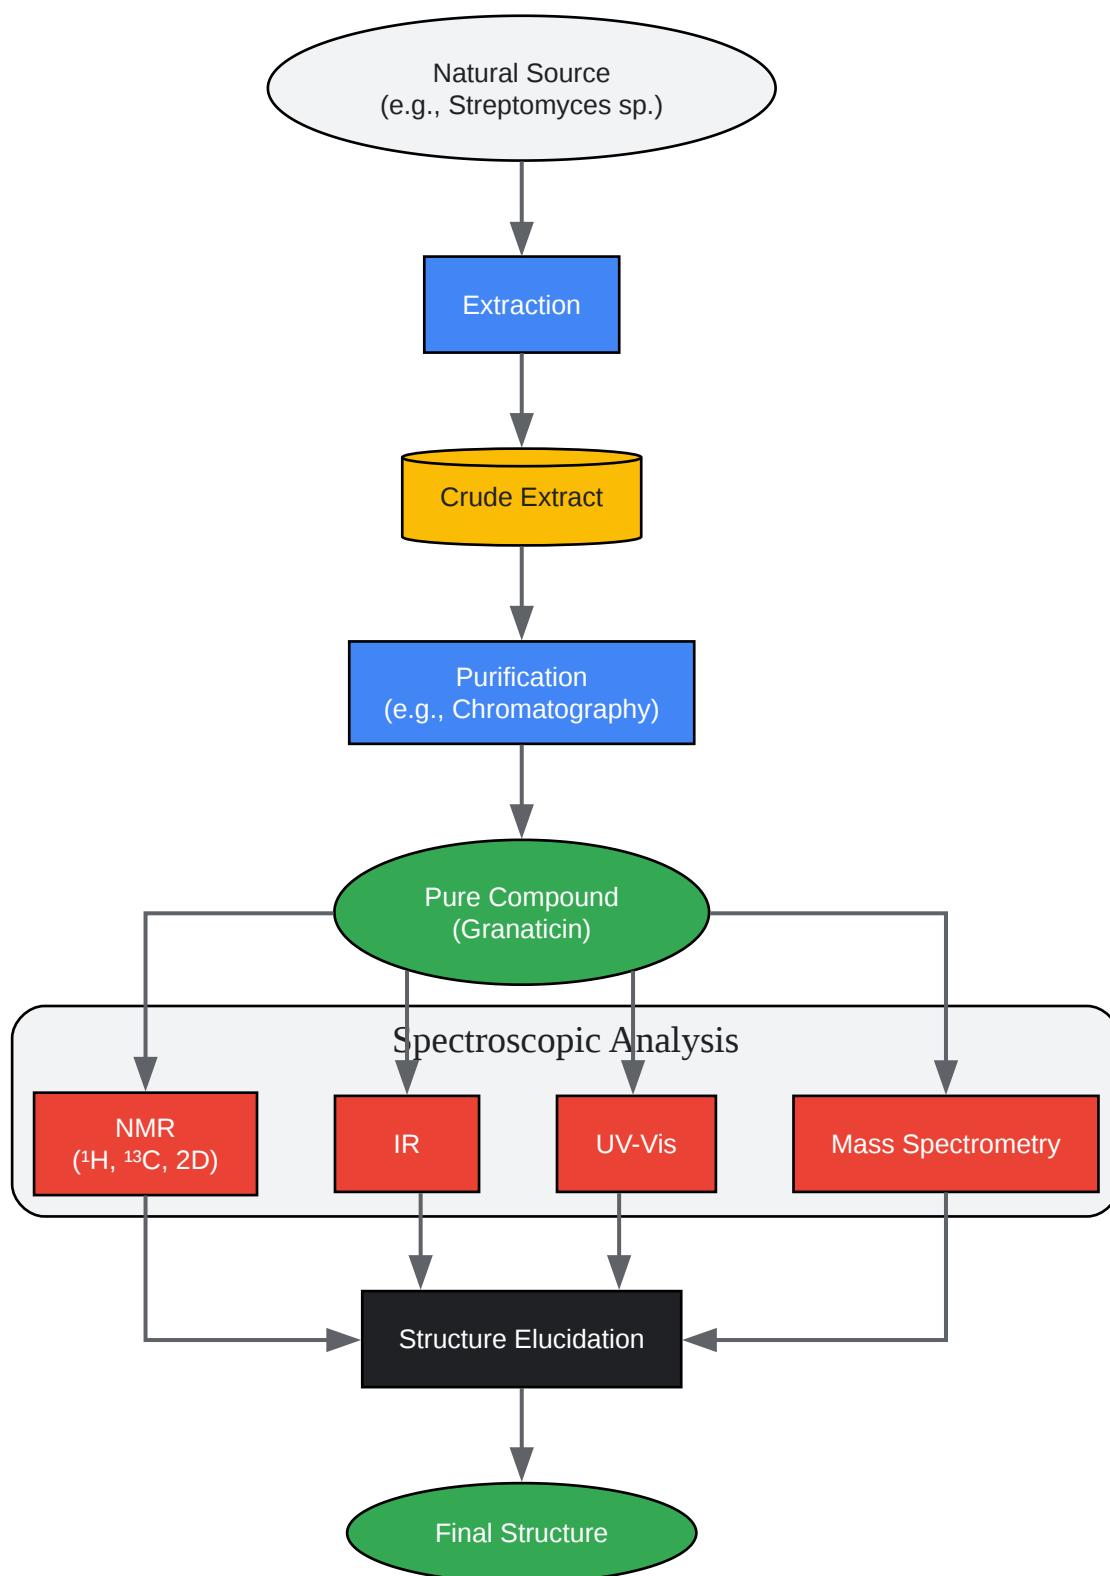 Natural Source
(e.g., Streptomyces sp.)
Extraction
Crude Extract
Purification
(e.g., Chromatography)
Pure Compound
(Granaticin)
Spectroscopic Analysis
NMR
(¹H, ¹³C, 2D)
IR
UV-Vis
Mass Spectrometry
Structure Elucidation
Final Structure